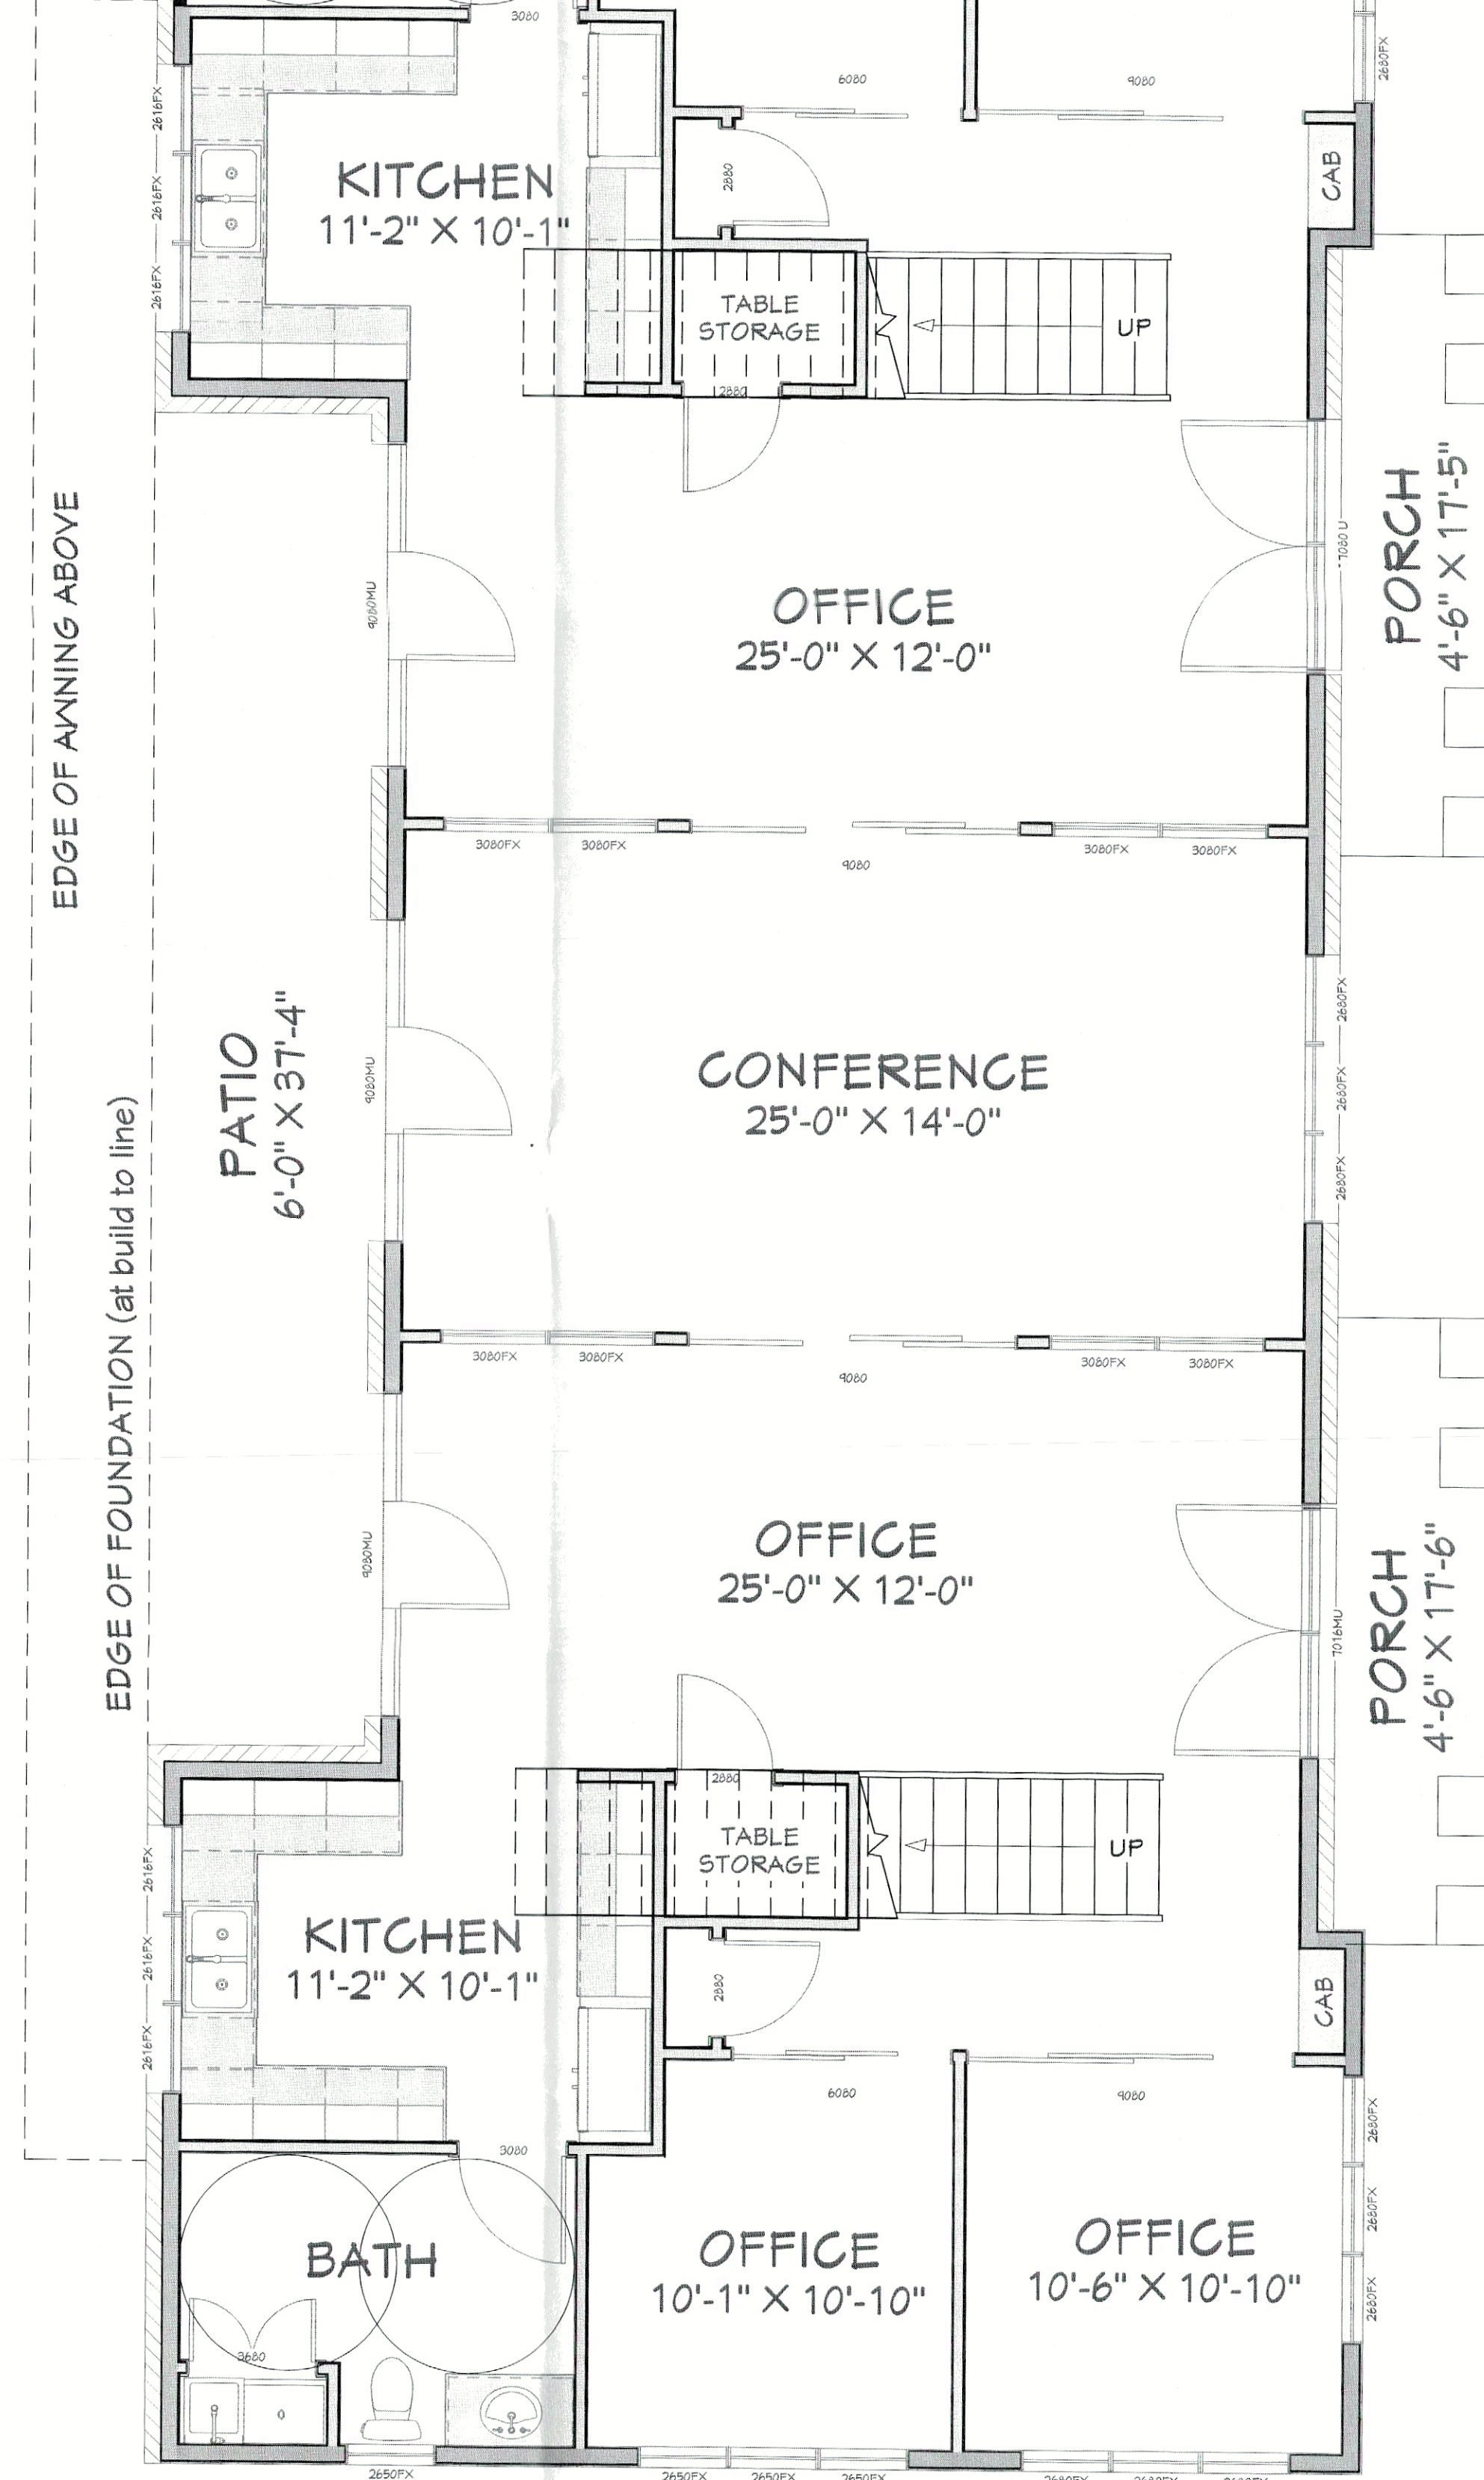 3080
2680FX
6080
9080
2616FX
2616FX
2616FX
KITCHEN
11'-2" X 10'-1"
2880
CAB
TABLE
STORAGE
UP
2880
EDGE OF AWNING ABOVE
9080MU
OFFICE
25'-0" X 12'-0"
PORCH
4'-6" X 17'-5"
3080FX
3080FX
9080
3080FX
3080FX
PATIO
6'-0" X 37'-4"
9080MU
CONFERENCE
25'-0" X 14'-0"
2680FX
2680FX
2680FX
EDGE OF FOUNDATION (at build to line)
3080FX
3080FX
9080
3080FX
3080FX
9080MU
OFFICE
25'-0" X 12'-0"
7016MU
PORCH
4'-6" X 17'-6"
2880
TABLE
STORAGE
UP
2616FX
2616FX
2616FX
KITCHEN
11'-2" X 10'-1"
2880
CAB
6080
9080
3080
2680FX
2680FX
2680FX
BATH
OFFICE
10'-1" X 10'-10"
OFFICE
10'-6" X 10'-10"
3680
2650FX
2650FX
2650FX
2650FX